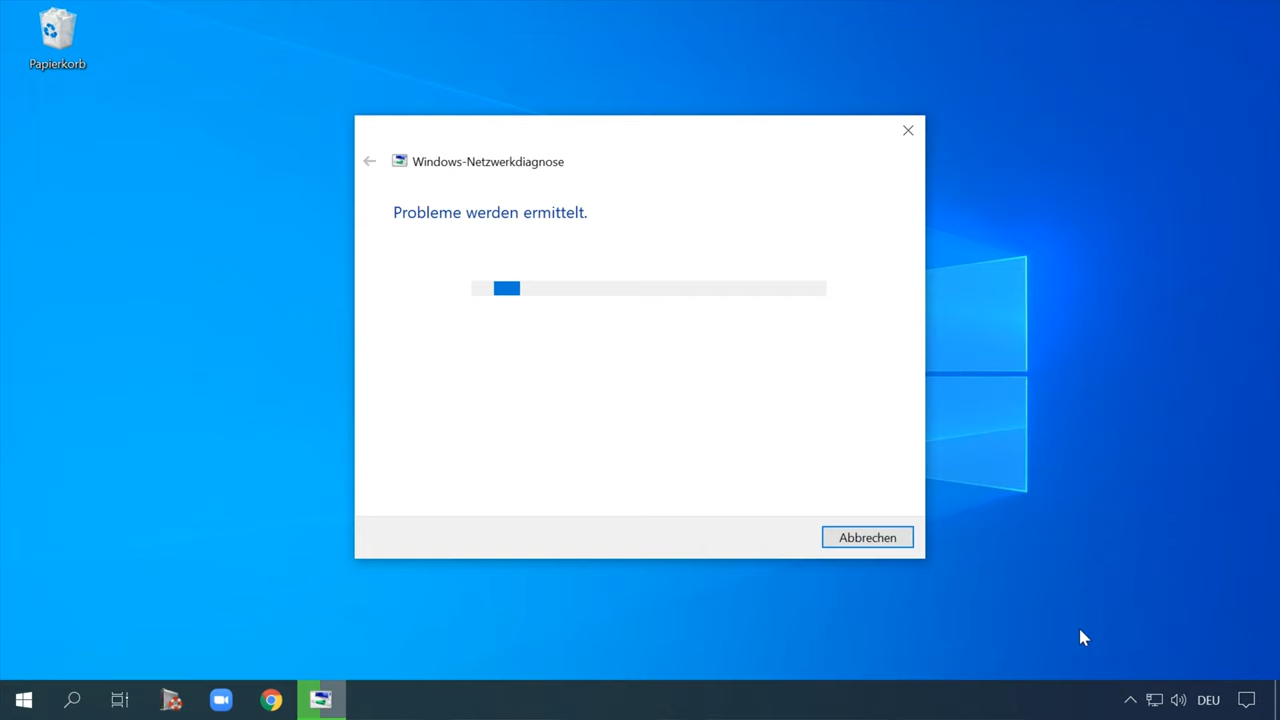 Papierkorb
Windows-Netzwerkdiagnose
Probleme werden ermittelt.
Abbrechen
DEU